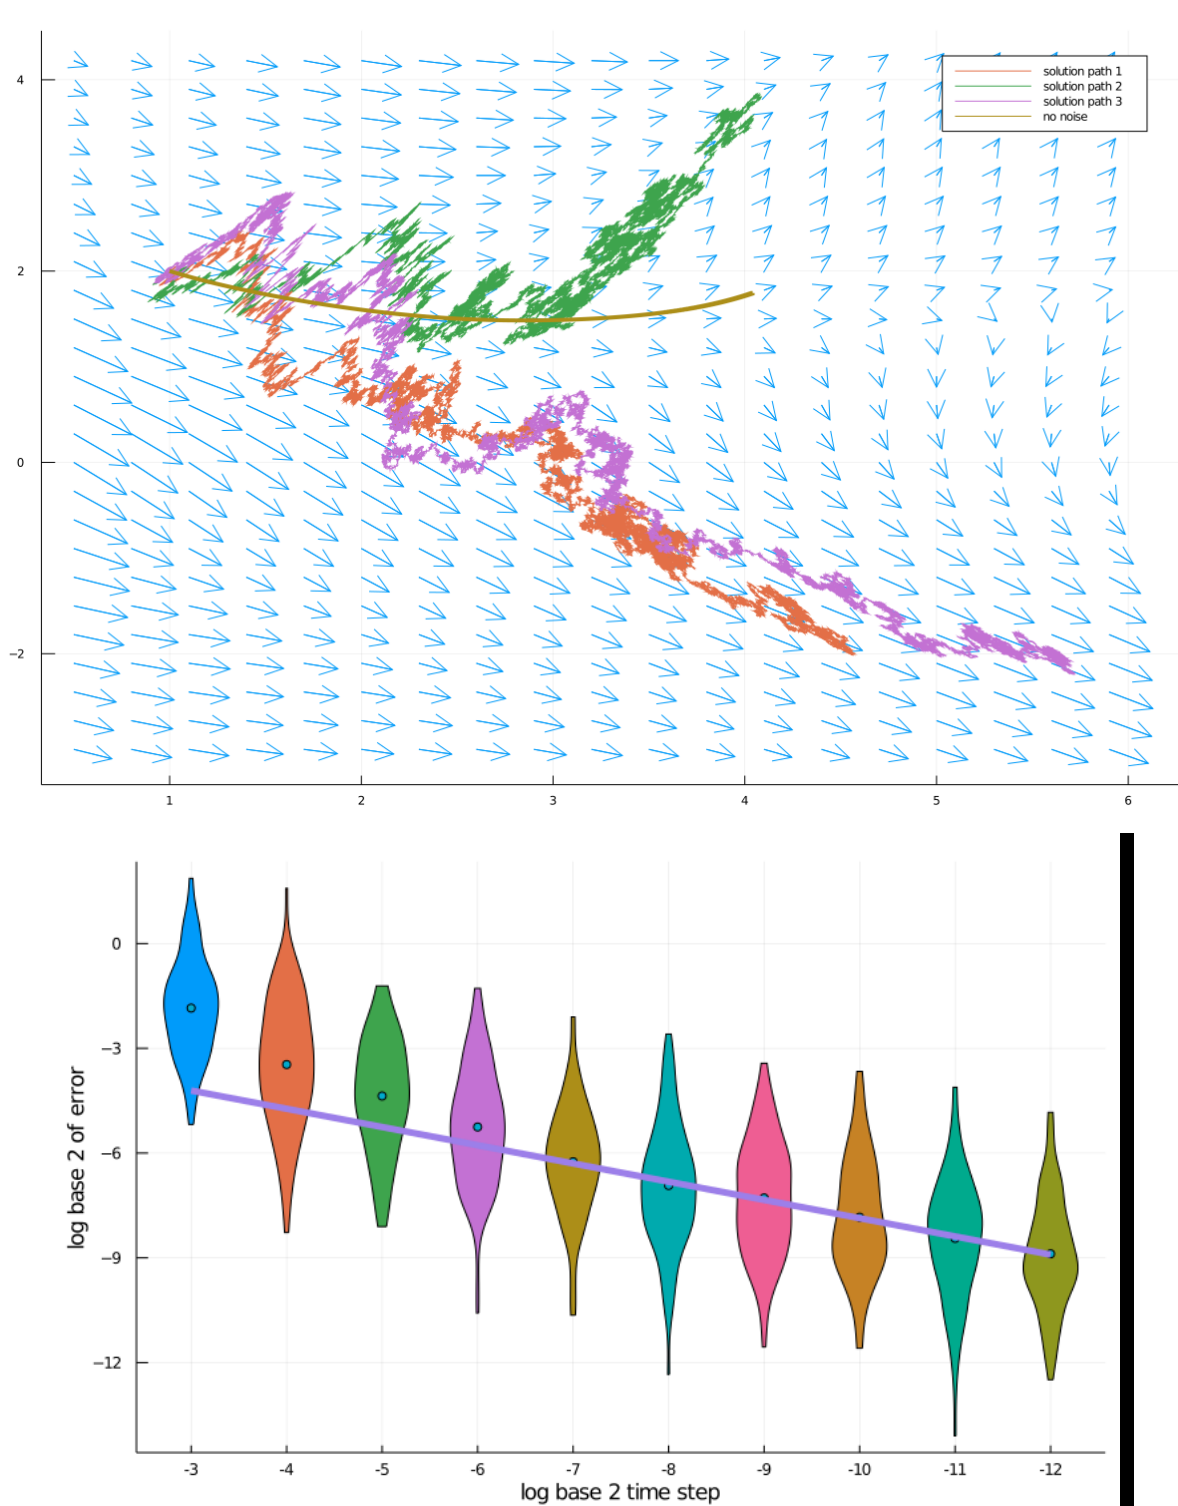 4
2
0
−2
solution path 1
solution path 2
solution path 3
no noise
1 2 3 4 5 6
0
−3
−6
−9
−12
log base 2 of error
-3 -4 -5 -6 -7 -8 -9 -10 -11 -12
log base 2 time step